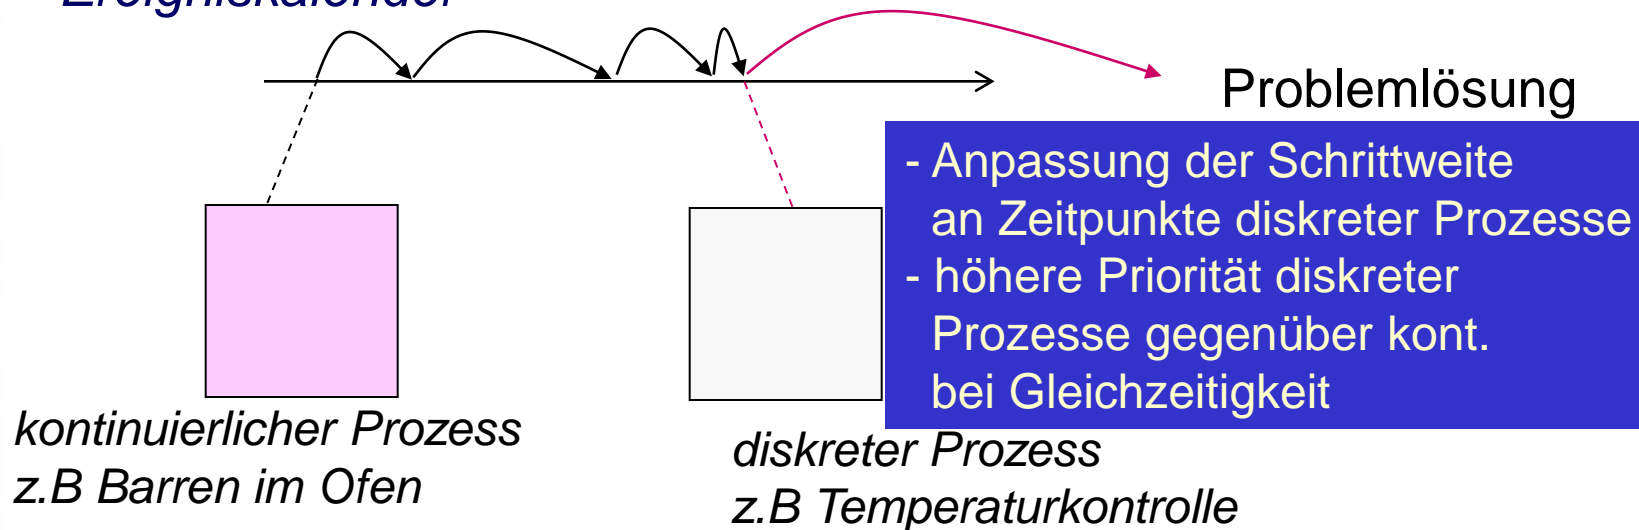 Ereigniskalender
Problemlösung
- Anpassung der Schrittweite
an Zeitpunkte diskreter Prozesse
- höhere Priorität diskreter
Prozesse gegenüber kont.
bei Gleichzeitigkeit
kontinuierlicher Prozess
z.B Barren im Ofen
diskreter Prozess
z.B Temperaturkontrolle